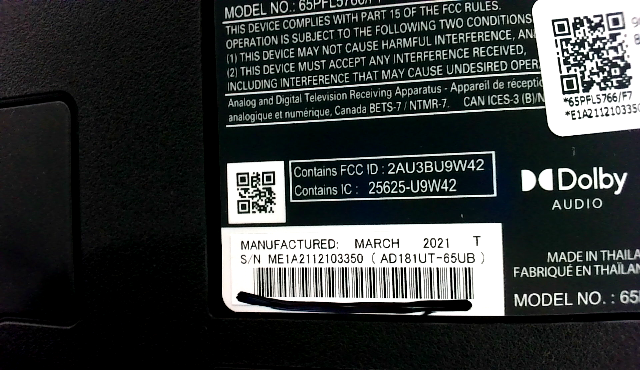 MODEL NO.: 65PFL5766/F7
THIS DEVICE COMPLIES WITH PART 15 OF THE FCC RULES.
OPERATION IS SUBJECT TO THE FOLLOWING TWO CONDITIONS
(1) THIS DEVICE MAY NOT CAUSE HARMFUL INTERFERENCE, AND
(2) THIS DEVICE MUST ACCEPT ANY INTERFERENCE RECEIVED,
INCLUDING INTERFERENCE THAT MAY CAUSE UNDESIRED OPER
Analog and Digital Television Receiving Apparatus - Appareil de réception
analogique et numérique, Canada BETS-7 / NTMR-7. CAN ICES-3 (B)/N
*65PFL5766/F7
*E1A2112103350
Contains FCC ID : 2AU3BU9W42
Contains IC : 25625-U9W42
Dolby
AUDIO
MANUFACTURED: MARCH 2021 T
S/N ME1A2112103350 ( AD181UT-65UB )
MADE IN THAILA
FABRIQUÉ EN THAÏLAN
MODEL NO. : 65